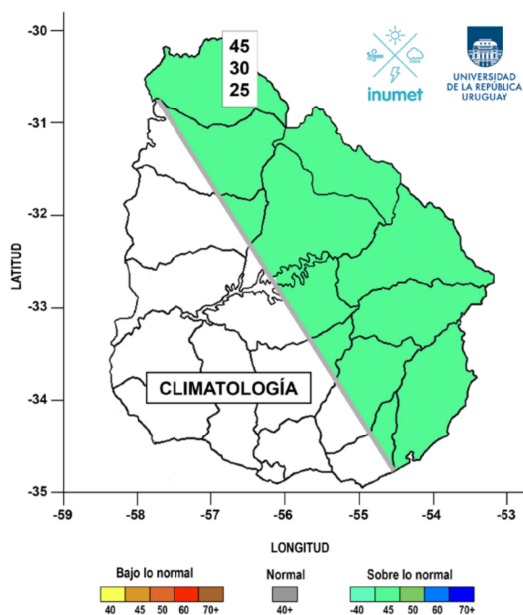 -30
-31
-32
-33
-34
-35
LATITUD
45
30
25
inumet
UNIVERSIDAD
DE LA REPÚBLICA
URUGUAY
CLIMATOLOGÍA
-59 -58 -57 -56 -55 -54 -53
LONGITUD
Bajo lo normal
40 45 50 60 70+
Normal
40+
Sobre lo normal
-40 45 50 60 70+